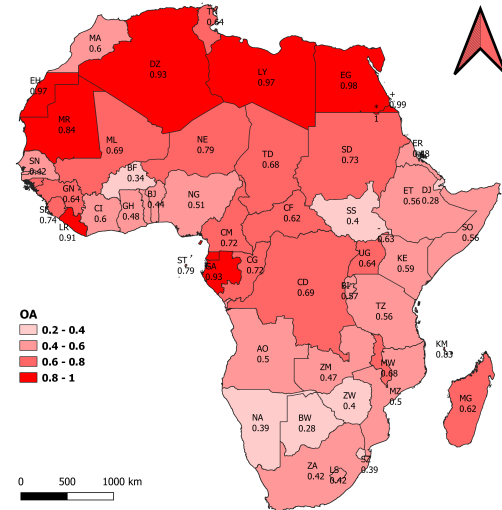 TN
0.64
MA
0.6
DZ
0.93
LY
0.97
EG
0.98
EH
0.97
+
0.99
1
MR
0.84
ML
0.69
NE
0.79
TD
0.68
SD
0.73
ER
SN
0.42
BF
0.34
GN
0.64
CI
0.6
GH
0.48
BJ
0.44
NG
0.51
ET
0.56
DJ
0.28
SS
0.4
CF
0.62
SO
0.56
0.74
LR
0.91
CM
0.72
0.63
UG
0.64
KE
0.59
ST
0.79
GA
0.93
CG
0.72
CD
0.69
BI
0.57
TZ
0.56
OA
0.2 - 0.4
0.4 - 0.6
0.6 - 0.8
0.8 - 1
KM
0.83
AO
0.5
ZM
0.47
MW
0.68
MZ
0.5
ZW
0.4
MG
0.62
NA
0.39
BW
0.28
ZA
0.42
LS
0.42
SZ
0.39
0
500
1000 km